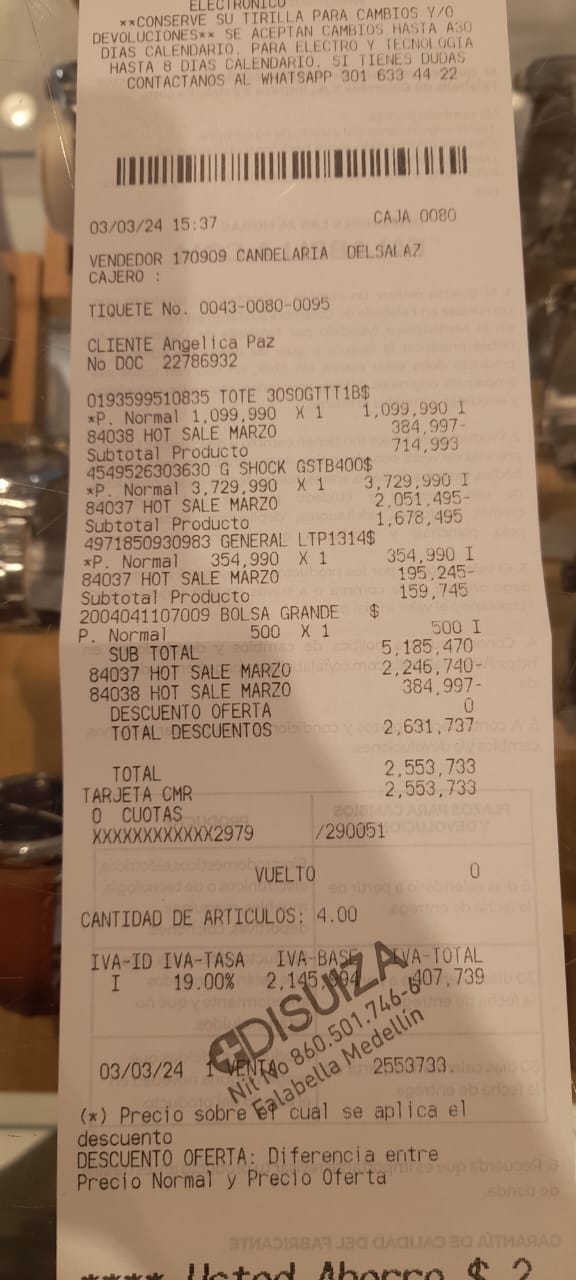 ELECTRONICO
**CONSERVE SU TIRILLA PARA CAMBIOS Y/O
DEVOLUCIONES** SE ACEPTAN CAMBIOS HASTA A30
DIAS CALENDARIO. PARA ELECTRO Y TECNOLOGIA
HASTA 8 DIAS CALENDARIO. SI TIENES DUDAS
CONTACTANOS AL WHATSAPP 301 633 44 22
03/03/24 15:37 CAJA 0080
VENDEDOR 170909 CANDELARIA DELSALAZ
CAJERO :
TIQUETE No. 0043-0080-0095
CLIENTE Angelica Paz
No DOC 22786932
0193599510835 TOTE 30S0GTTT1B$
*P. Normal 1,099,990 X 1 1,099,990 I
84038 HOT SALE MARZO 384,997-
Subtotal Producto 714,993
4549526303630 G SHOCK GSTB400$
*P. Normal 3,729,990 X 1 3,729,990 I
84037 HOT SALE MARZO 2,051,495-
Subtotal Producto 1,678,495
4971850930983 GENERAL LTP1314$
*P. Normal 354,990 X 1 354,990 I
84037 HOT SALE MARZO 195,245-
Subtotal Producto 159,745
2004041107009 BOLSA GRANDE $
P. Normal 500 X 1 500 I
SUB TOTAL 5,185,470
84037 HOT SALE MARZO 2,246,740-
84038 HOT SALE MARZO 384,997-
DESCUENTO OFERTA 0
TOTAL DESCUENTOS 2,631,737
TOTAL 2,553,733
TARJETA CMR 2,553,733
0 CUOTAS
XXXXXXXXXXXX2979 /290051
VUELTO 0
CANTIDAD DE ARTICULOS: 4.00
IVA-ID IVA-TASA IVA-BASE IVA-TOTAL
I 19.00% 2,145,994 407,739
DISUIZA
Nit No 860.501.746-6
Falabella Medellín
03/03/24 1 VENTA 2553733.
(*) Precio sobre el cual se aplica el
descuento
DESCUENTO OFERTA: Diferencia entre
Precio Normal y Precio Oferta
**** Usted Ahorro $ 2